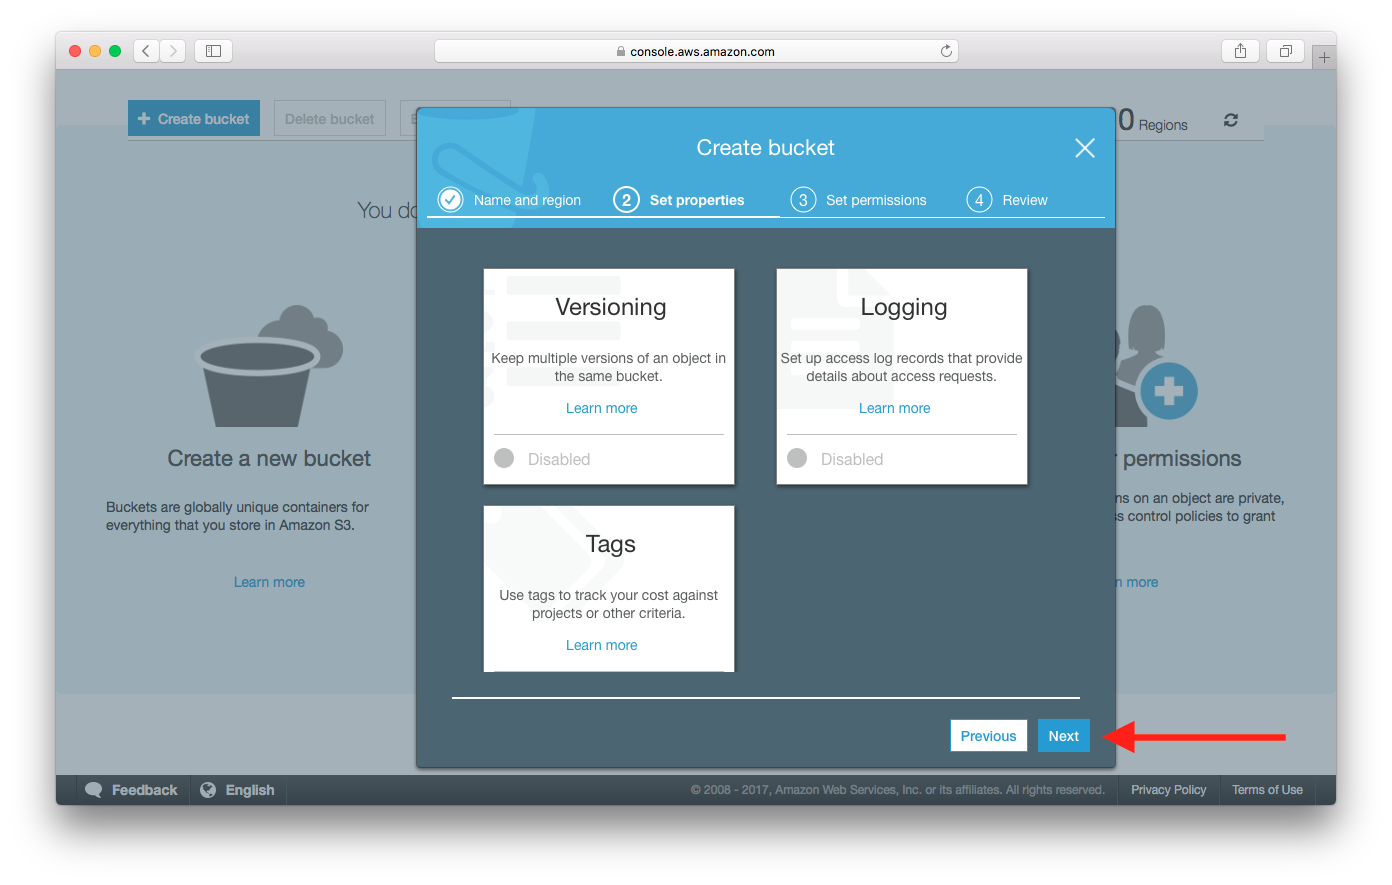 console.aws.amazon.com
Create bucket
Delete bucket
Regions
Create bucket
Name and region
2 Set properties
3 Set permissions
4 Review
You do
Versioning
Keep multiple versions of an object in
the same bucket.
Learn more
Disabled
Logging
Set up access log records that provide
details about access requests.
Learn more
Disabled
Tags
Use tags to track your cost against
projects or other criteria.
Learn more
Create a new bucket
Buckets are globally unique containers for
everything that you store in Amazon S3.
Learn more
permissions
on an object are private,
control policies to grant
more
Previous
Next
Feedback
English
© 2008 - 2017, Amazon Web Services, Inc. or its affiliates. All rights reserved.
Privacy Policy
Terms of Use